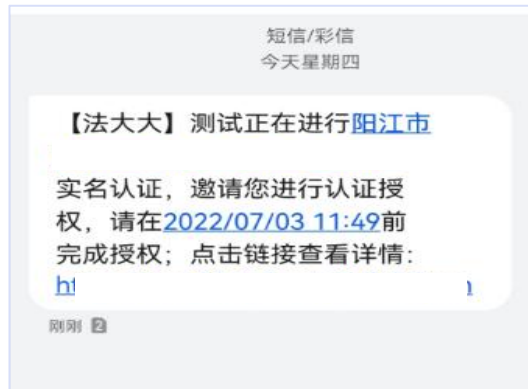 短信/彩信
今天星期四
【法大大】测试正在进行阳江市
实名认证，邀请您进行认证授
权，请在2022/07/03 11:49前
完成授权；点击链接查看详情：
刚刚 2